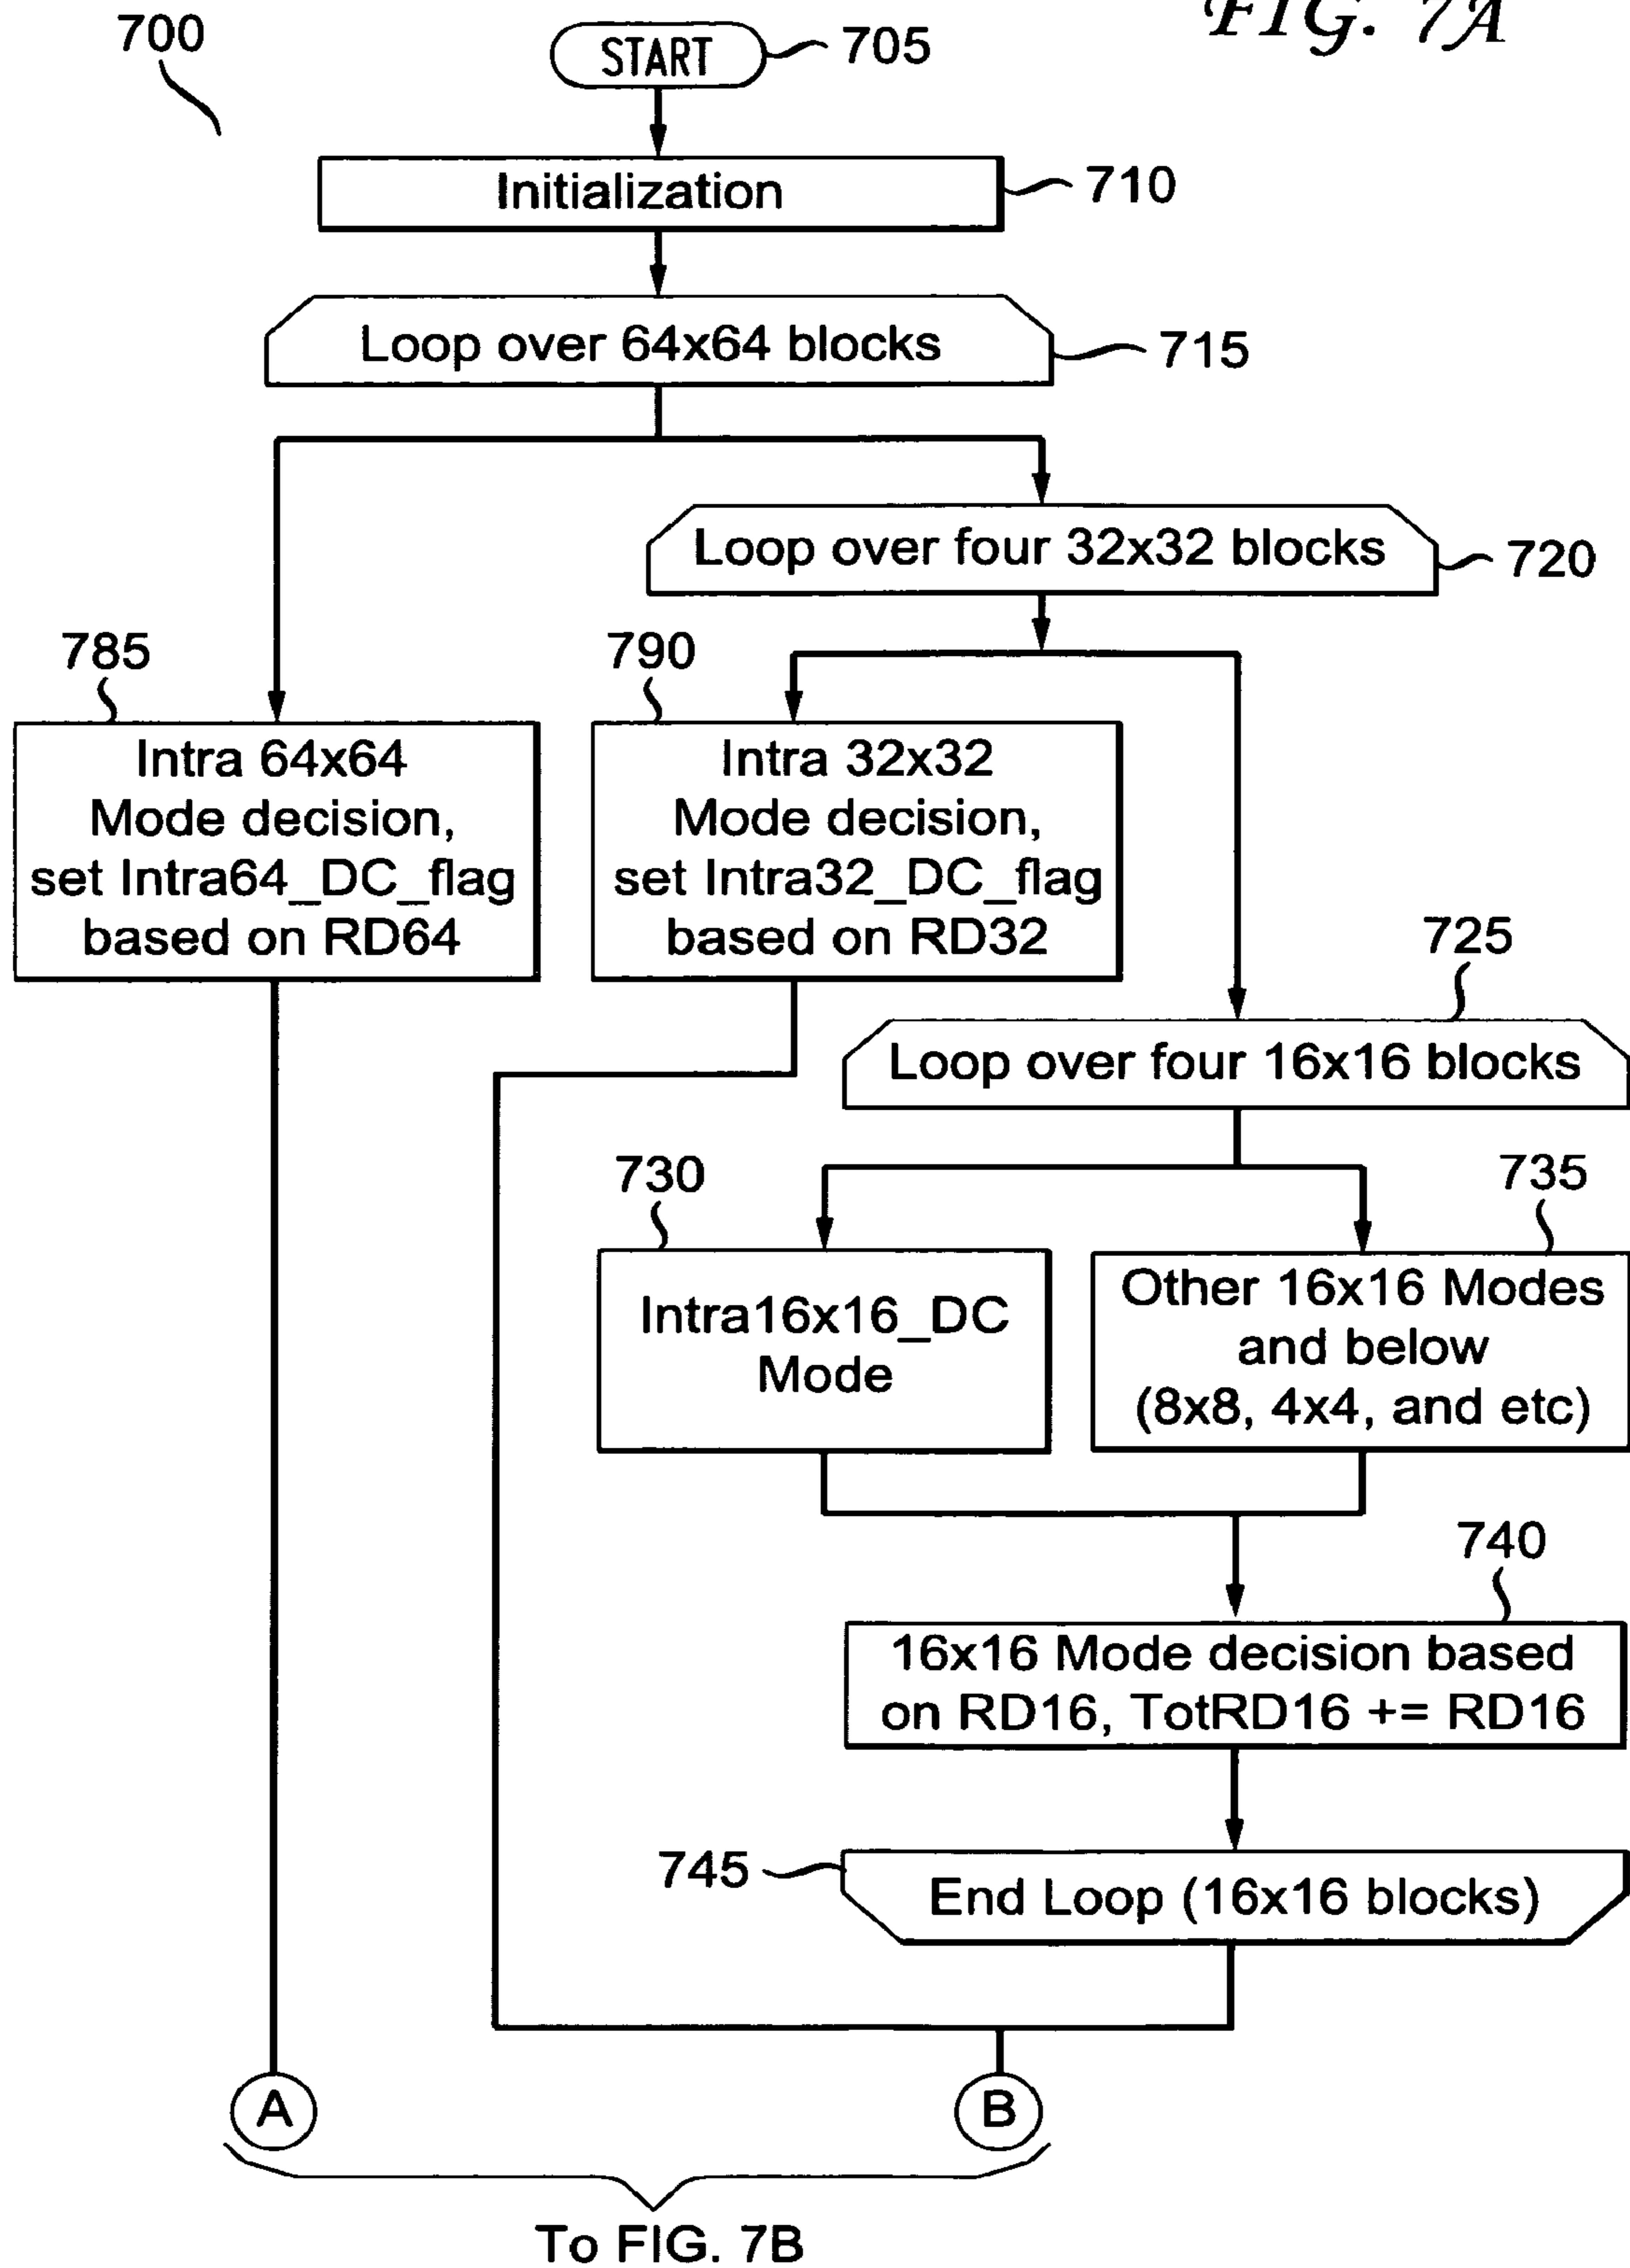 FIG. 7A
700
START
705
Initialization
710
Loop over 64x64 blocks
715
Loop over four 32x32 blocks
720
785
790
Intra 64x64
Mode decision,
set Intra64_DC_flag
based on RD64
Intra 32x32
Mode decision,
set Intra32_DC_flag
based on RD32
725
Loop over four 16x16 blocks
730
735
Intra16x16_DC
Mode
Other 16x16 Modes
and below
(8x8, 4x4, and etc)
740
16x16 Mode decision based
on RD16, TotRD16 += RD16
745
End Loop (16x16 blocks)
A
B
To FIG. 7B